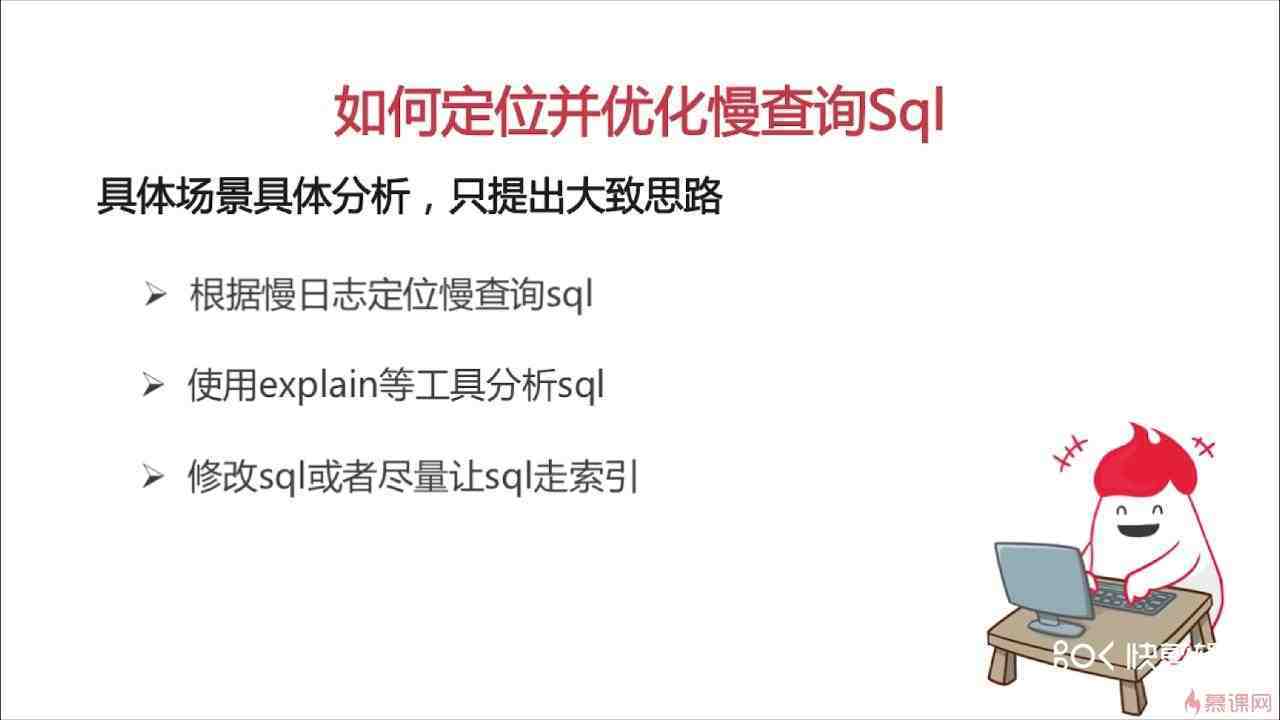 如何定位并优化慢查询Sql
具体场景具体分析，只提出大致思路
➢ 根据慢日志定位慢查询sql
➢ 使用explain等工具分析sql
➢ 修改sql或者尽量让sql走索引
慕课网